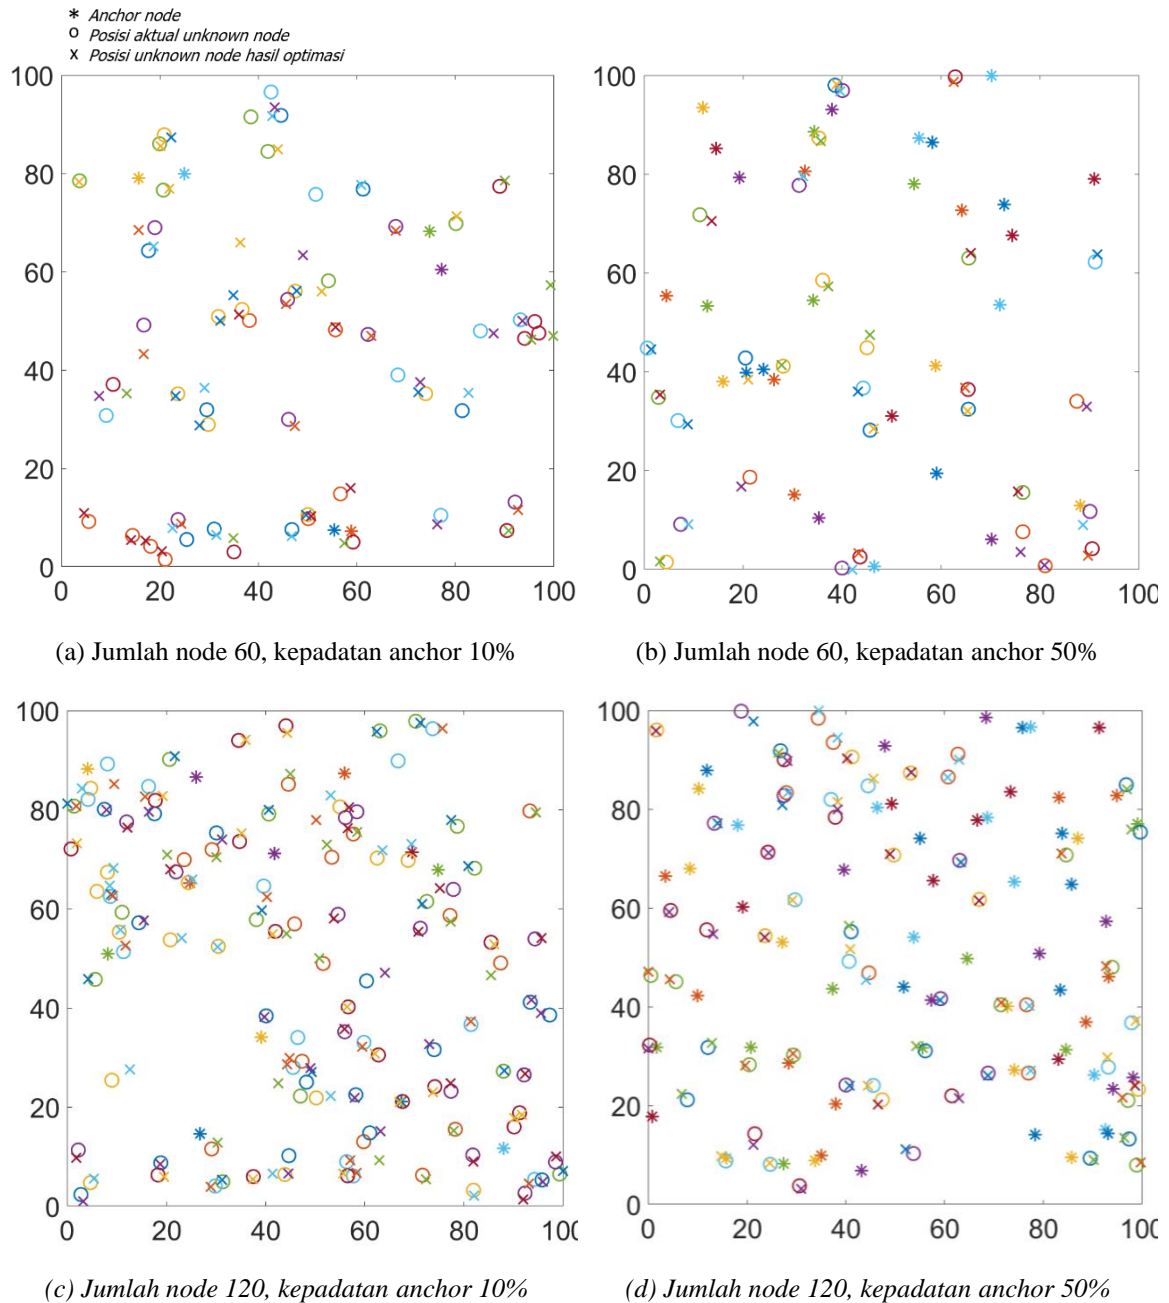 * Anchor node
o Posisi aktual unknown node
x Posisi unknown node hasil optimasi
100
80
60
40
20
0
0 20 40 60 80 100
(a) Jumlah node 60, kepadatan anchor 10%
100
80
60
40
20
0
0 20 40 60 80 100
(b) Jumlah node 60, kepadatan anchor 50%
100
80
60
40
20
0
0 20 40 60 80 100
(c) Jumlah node 120, kepadatan anchor 10%
100
80
60
40
20
0
0 20 40 60 80 100
(d) Jumlah node 120, kepadatan anchor 50%